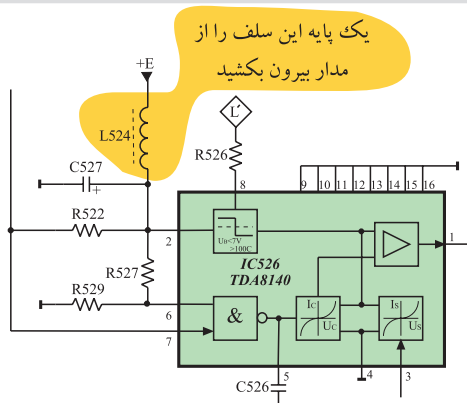 یک پایه این سلف را از
مدار بیرون بکشید
+E
L524
L′
R526
C527
+
8
9 10 11 12 13 14 15 16
R522
2
UB<7V
>100C
1
IC526
TDA8140
R527
R529
6
&
IC
UC
IS
US
7
5
4
3
C526